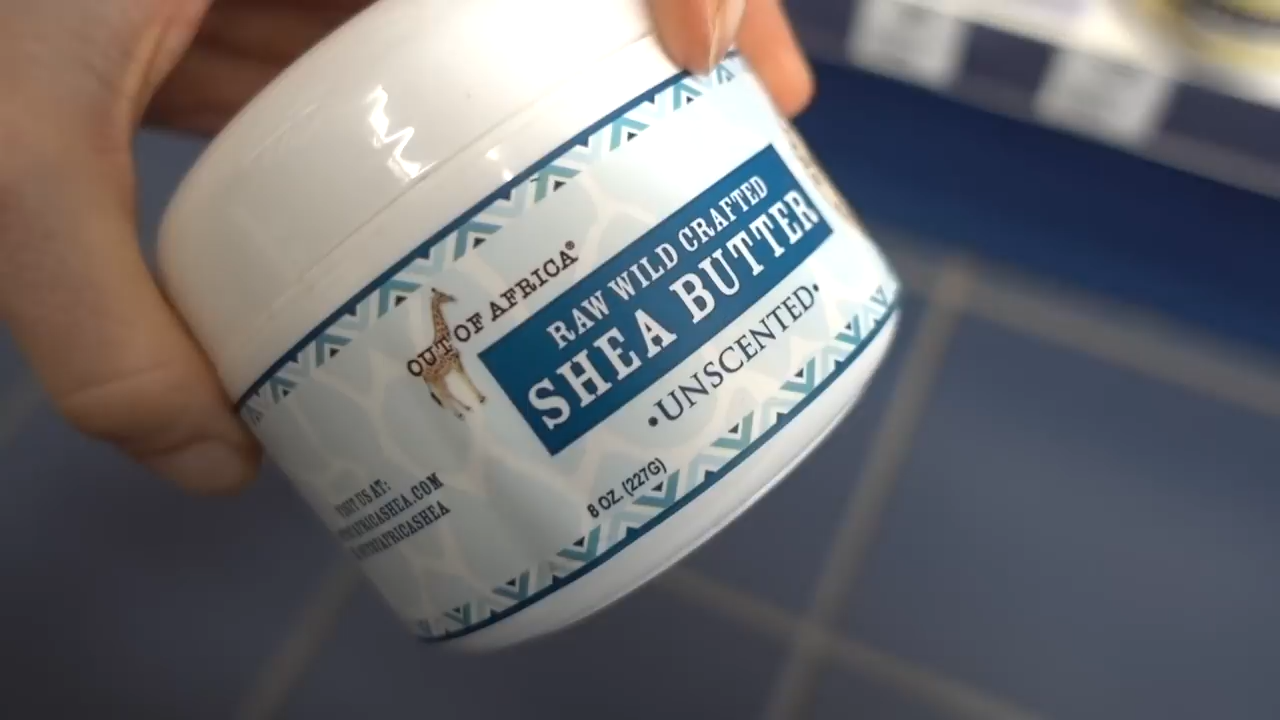 OUT OF AFRICA®
RAW WILD CRAFTED
SHEA BUTTER
•UNSCENTED•
8 OZ. (227G)
VISIT US AT: